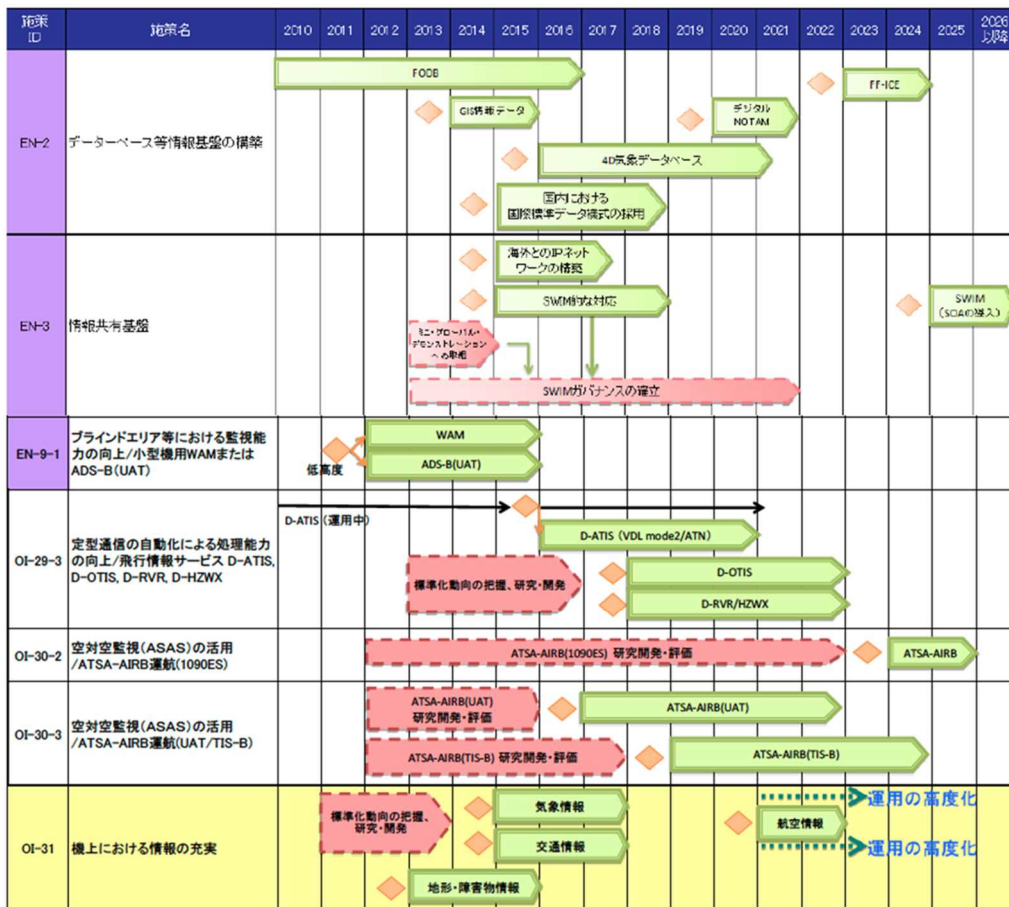 施策
ID
施策名
2010
2011
2012
2013
2014
2015
2016
2017
2018
2019
2020
2021
2022
2023
2024
2025
2026
以降
EN-2
データーベース等情報基盤の構築
FODB
GIS情報データ
デジタル
NOTAM
FF-ICE
4D気象データベース
国内における
国際標準データ様式の採用
EN-3
情報共有基盤
海外とのIPネット
ワークの構築
SWIM的な対応
SWIM
(SOAの導入)
ミニ・グローバル・
デモンストレーション
への取組
SWIMガバナンスの確立
EN-9-1
ブラインドエリア等における監視能
力の向上/小型機用WAMまたは
ADS-B(UAT)
低高度
WAM
ADS-B(UAT)
OI-29-3
定型通信の自動化による処理能力
の向上/飛行情報サービス D-ATIS,
D-OTIS, D-RVR, D-HZWX
D-ATIS (運用中)
D-ATIS (VDL mode2/ATN)
標準化動向の把握、研究・開発
D-OTIS
D-RVR/HZWX
OI-30-2
空対空監視(ASAS)の活用
/ATSA-AIRB運航(1090ES)
ATSA-AIRB(1090ES) 研究開発・評価
ATSA-AIRB
OI-30-3
空対空監視(ASAS)の活用
/ATSA-AIRB運航(UAT/TIS-B)
ATSA-AIRB(UAT)
研究開発・評価
ATSA-AIRB(UAT)
ATSA-AIRB(TIS-B) 研究開発・評価
ATSA-AIRB(TIS-B)
OI-31
機上における情報の充実
標準化動向の把握、
研究・開発
気象情報
交通情報
地形・障害物情報
航空情報
運用の高度化
運用の高度化